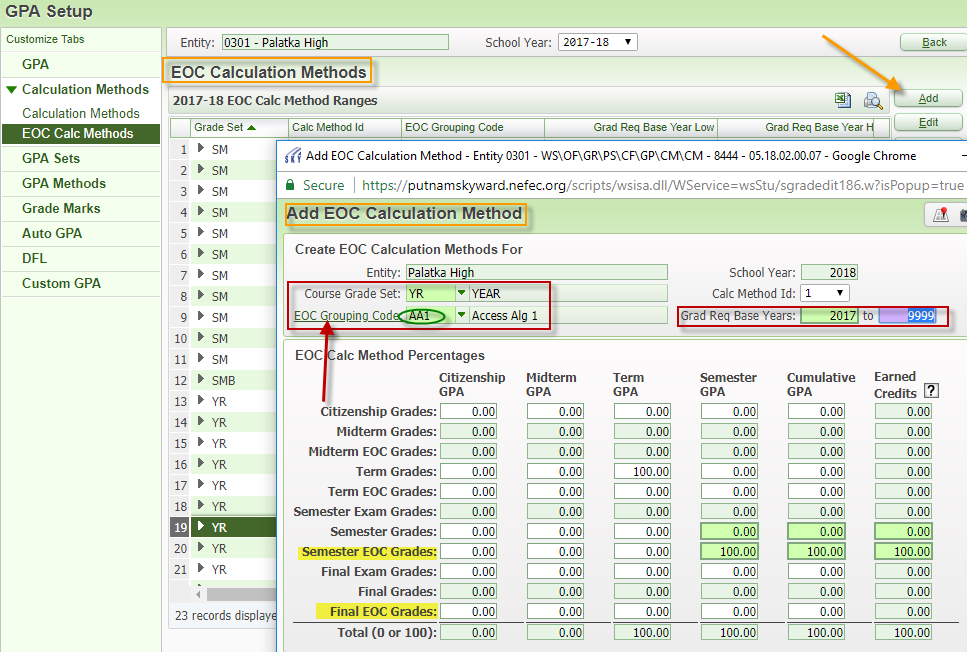 GPA Setup
Customize Tabs
GPA
Calculation Methods
Calculation Methods
EOC Calc Methods
GPA Sets
GPA Methods
Grade Marks
Auto GPA
DFL
Custom GPA
Entity: 0301 - Palatka High School Year: 2017-18 Back
EOC Calculation Methods
2017-18 EOC Calc Method Ranges Add
Edit
Grade Set Calc Method Id EOC Grouping Code Grad Req Base Year Low Grad Req Base Year H
1 SM
2 SM
3 SM
4 SM
5 SM
6 SM
7 SM
8 SM
9 SM
10 SM
11 SM
12 SMB
13 YR
14 YR
15 YR
16 YR
17 YR
18 YR
19 YR
20 YR
21 YR
23 records displaye
Add EOC Calculation Method - Entity 0301 - WS\OF\GR\PS\CF\GP\CM\CM - 8444 - 05.18.02.00.07 - Google Chrome
Secure https://putnamskyward.nefec.org/scripts/wsisa.dll/WService=wsStu/sgradedit186.w?isPopup=true
Add EOC Calculation Method
Create EOC Calculation Methods For
Entity: Palatka High School Year: 2018
Course Grade Set: YR YEAR Calc Method Id: 1
EOC Grouping Code AA1 Access Alg 1 Grad Req Base Years: 2017 to 9999
EOC Calc Method Percentages
Citizenship GPA Midterm GPA Term GPA Semester GPA Cumulative GPA Earned Credits ?
Citizenship Grades: 0.00 0.00 0.00 0.00 0.00 0.00
Midterm Grades: 0.00 0.00 0.00 0.00 0.00 0.00
Midterm EOC Grades: 0.00 0.00 0.00 0.00 0.00 0.00
Term Grades: 0.00 0.00 100.00 0.00 0.00 0.00
Term EOC Grades: 0.00 0.00 0.00 0.00 0.00 0.00
Semester Exam Grades: 0.00 0.00 0.00 0.00 0.00 0.00
Semester Grades: 0.00 0.00 0.00 0.00 0.00 0.00
Semester EOC Grades: 0.00 0.00 0.00 100.00 100.00 100.00
Final Exam Grades: 0.00 0.00 0.00 0.00 0.00 0.00
Final Grades: 0.00 0.00 0.00 0.00 0.00 0.00
Final EOC Grades: 0.00 0.00 0.00 0.00 0.00 0.00
Total (0 or 100): 0.00 0.00 100.00 100.00 100.00 100.00